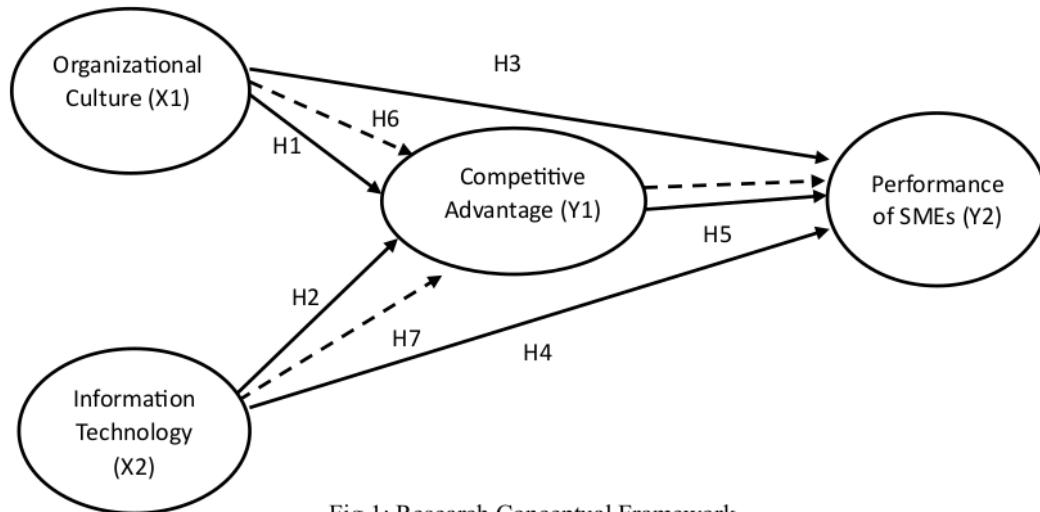 Organizational
Culture (X1)
H3
H6
H1
Competitive
Advantage (Y1)
Performance
of SMEs (Y2)
H5
H2
H7
H4
Information
Technology
(X2)
Fig 1: Research Conceptual Framework